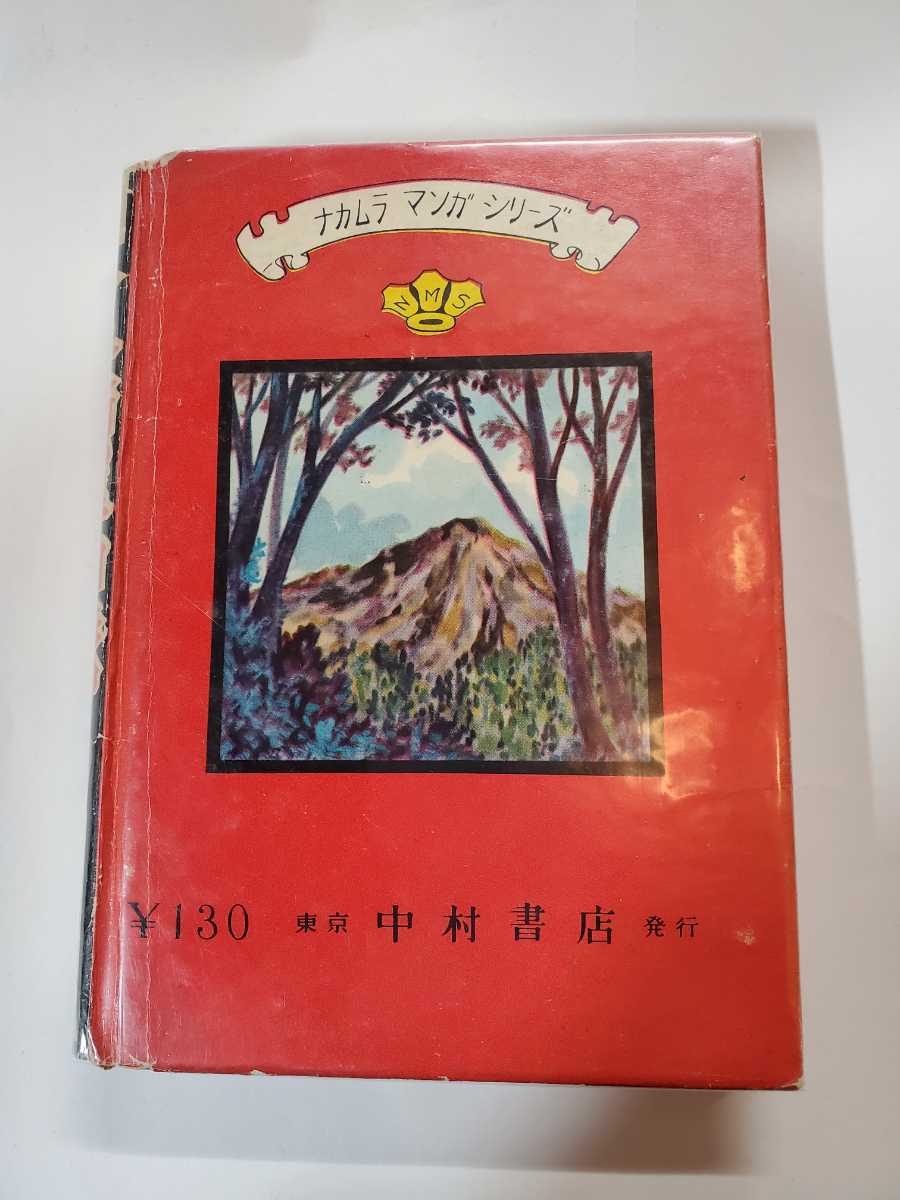 ナカムラ マンガ シリーズ
NMS
¥130 東京 中村書店 発行